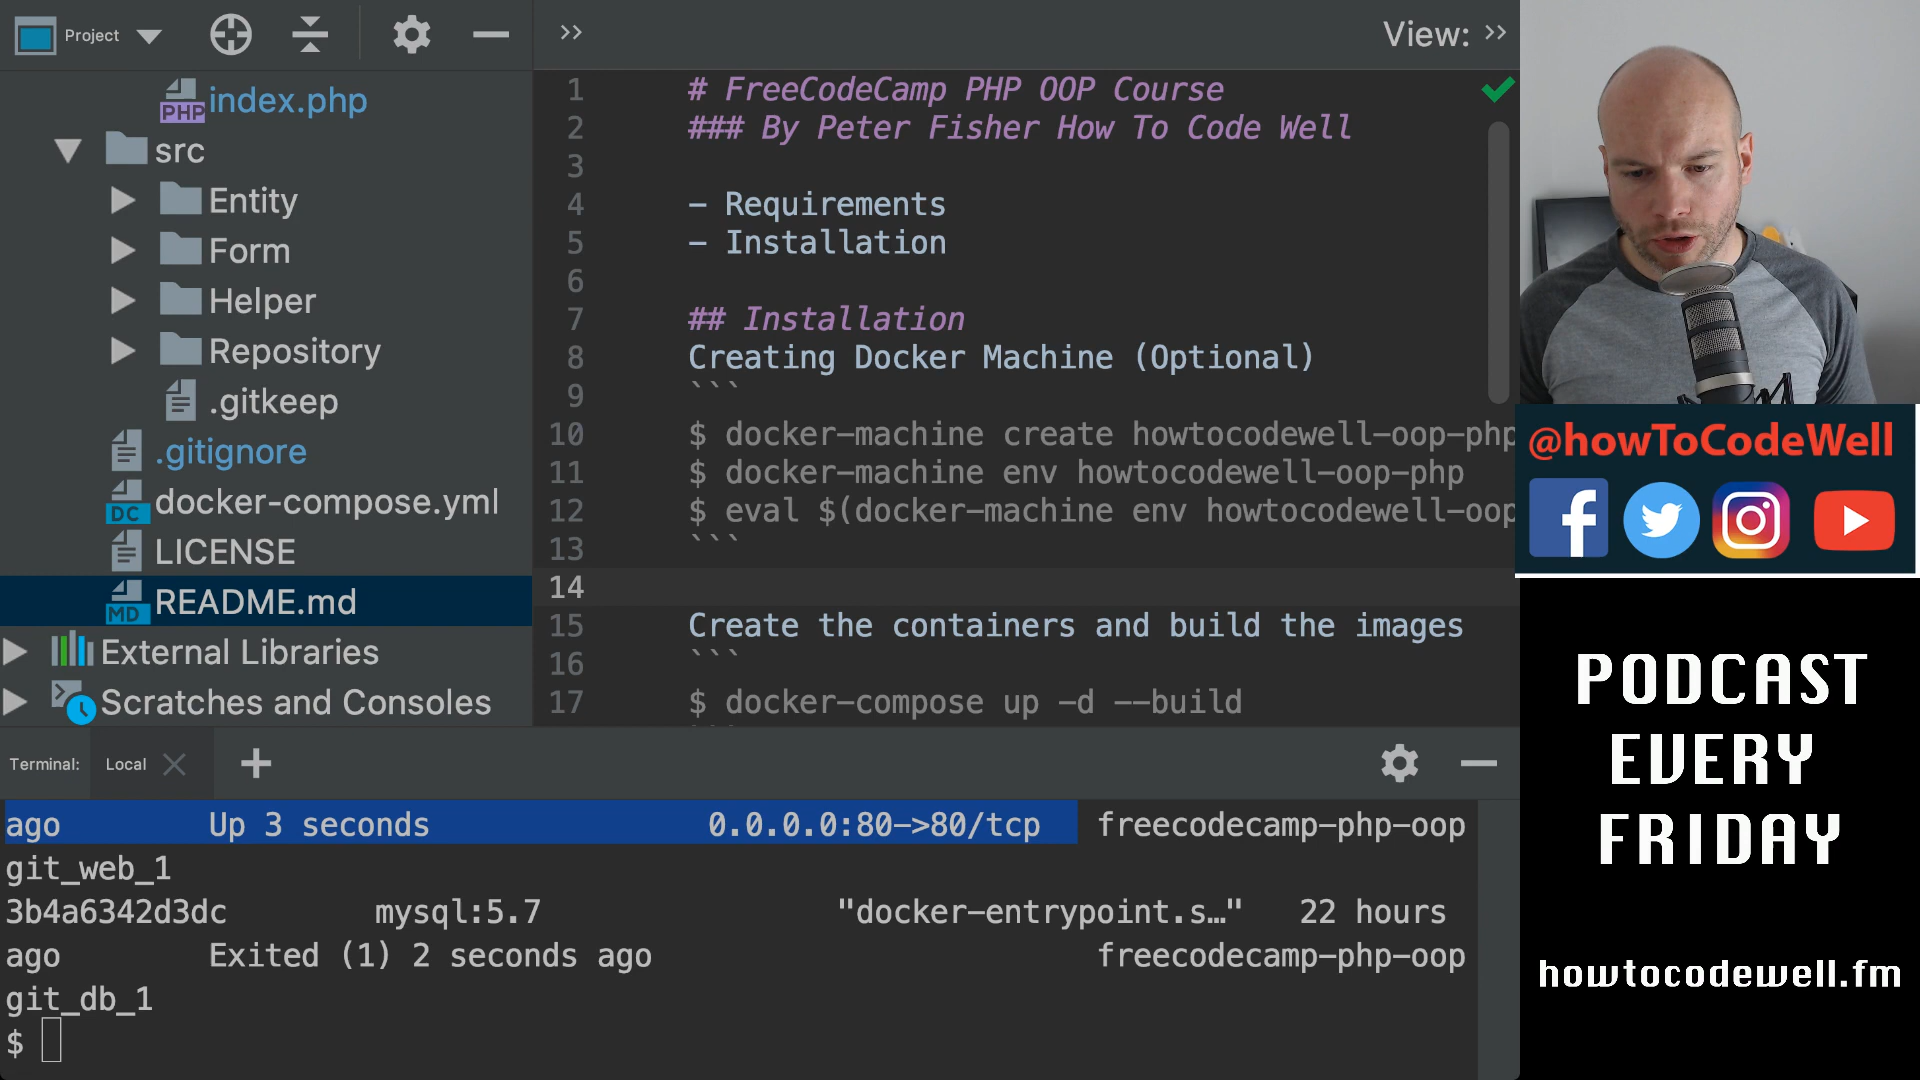 Project
View:
index.php
PHP
src
Entity
Form
Helper
Repository
.gitkeep
.gitignore
docker-compose.yml
DC
LICENSE
README.md
MD
External Libraries
Scratches and Consoles
1 # FreeCodeCamp PHP OOP Course
2 ### By Peter Fisher How To Code Well
3
4 - Requirements
5 - Installation
6
7 ## Installation
8 Creating Docker Machine (Optional)
9 ```
10 $ docker-machine create howtocodewell-oop-php
11 $ docker-machine env howtocodewell-oop-php
12 $ eval $(docker-machine env howtocodewell-oop
13 ```
14
15 Create the containers and build the images
16 ```
17 $ docker-compose up -d --build
Terminal: Local
ago Up 3 seconds 0.0.0.0:80->80/tcp freecodecamp-php-oop
git_web_1
3b4a6342d3dc mysql:5.7 "docker-entrypoint.s…" 22 hours
ago Exited (1) 2 seconds ago freecodecamp-php-oop
git_db_1
$
@howToCodeWell
PODCAST
EVERY
FRIDAY
howtocodewell.fm